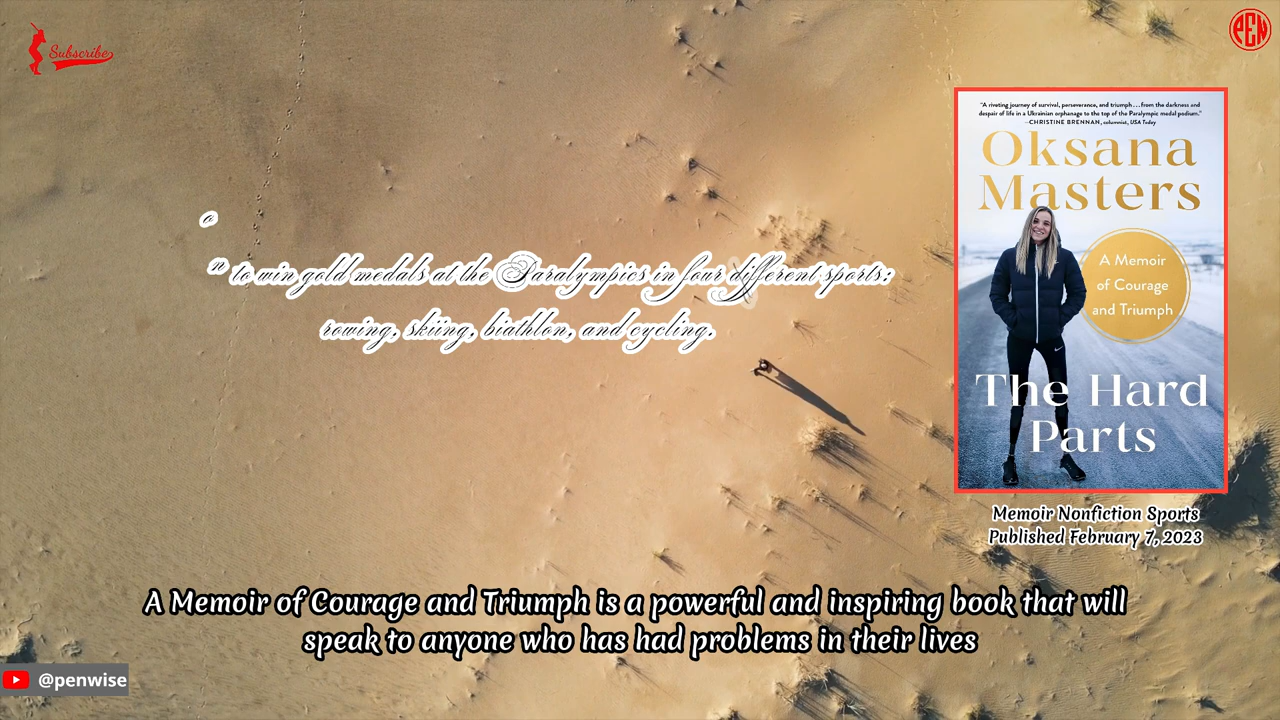 Subscribe
PEN
"A riveting journey of survival, perseverance, and triumph . . . from the darkness and
despair of life in a Ukrainian orphanage to the top of the Paralympic medal podium."
—CHRISTINE BRENNAN, columnist, USA Today
Oksana
Masters
A Memoir
of Courage
and Triumph
The Hard
Parts
o
n to win gold medals at the Paralympics in four different sports:
rowing, skiing, biathlon, and cycling.
Memoir Nonfiction Sports
Published February 7, 2023
A Memoir of Courage and Triumph is a powerful and inspiring book that will
speak to anyone who has had problems in their lives
@penwise